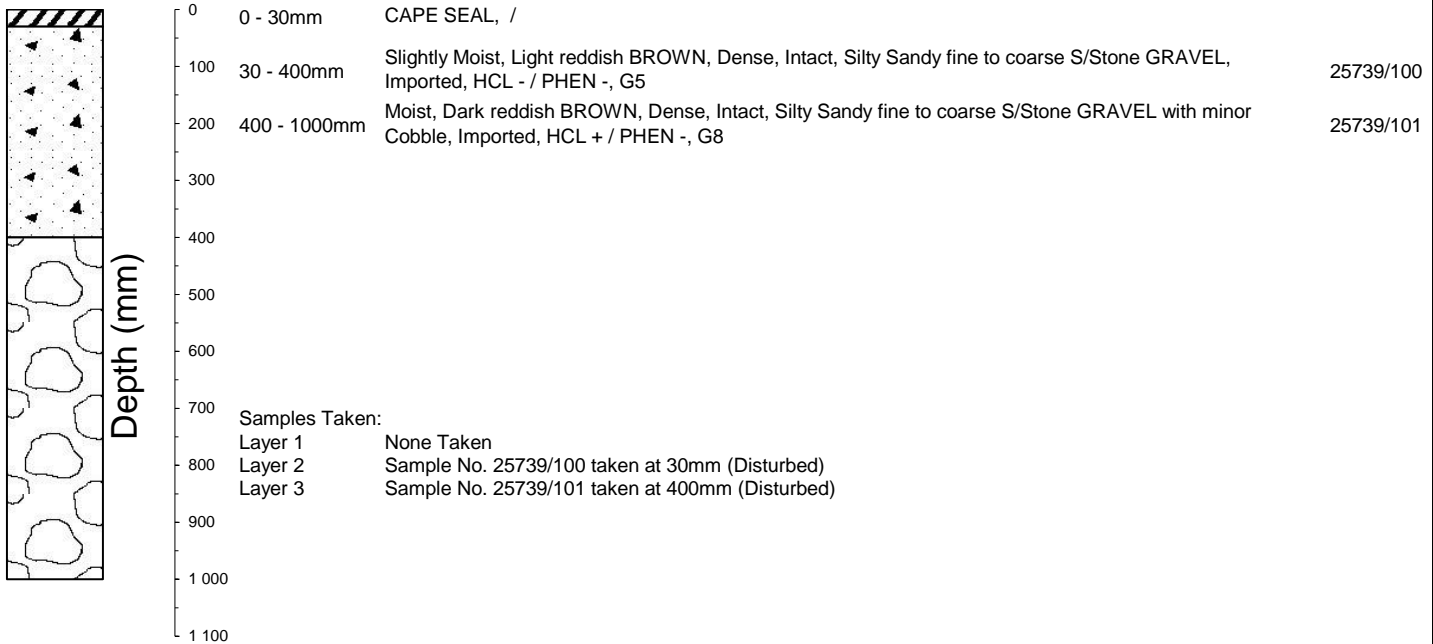 0
100
200
300
400
500
600
700
800
900
1 000
1 100
Depth (mm)
0 - 30mm CAPE SEAL, /
30 - 400mm Slightly Moist, Light reddish BROWN, Dense, Intact, Silty Sandy fine to coarse S/Stone GRAVEL,
Imported, HCL - / PHEN -, G5 25739/100
400 - 1000mm Moist, Dark reddish BROWN, Dense, Intact, Silty Sandy fine to coarse S/Stone GRAVEL with minor
Cobble, Imported, HCL + / PHEN -, G8 25739/101
Samples Taken:
Layer 1 None Taken
Layer 2 Sample No. 25739/100 taken at 30mm (Disturbed)
Layer 3 Sample No. 25739/101 taken at 400mm (Disturbed)